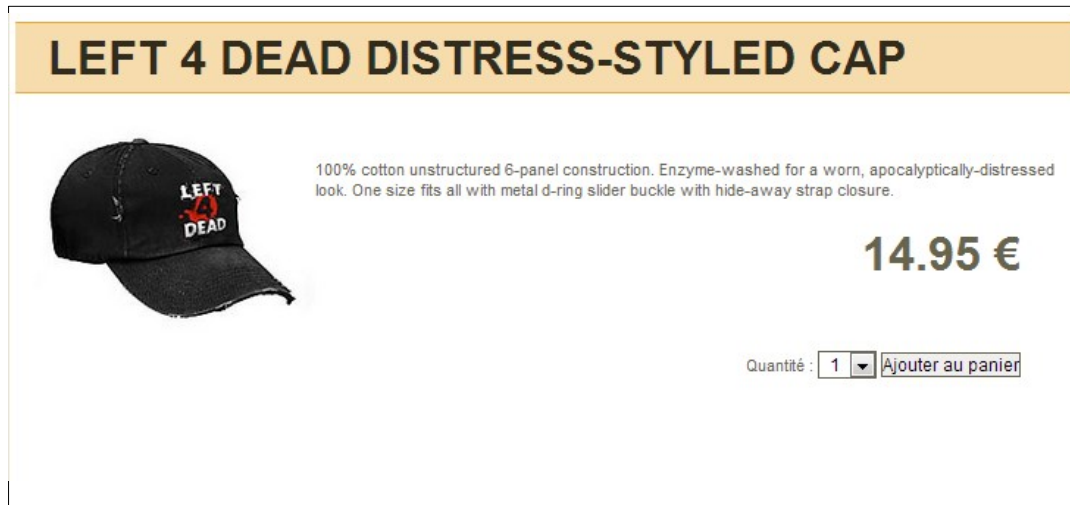 LEFT 4 DEAD DISTRESS-STYLED CAP
LEFT
4
DEAD
100% cotton unstructured 6-panel construction. Enzyme-washed for a worn, apocalyptically-distressed
look. One size fits all with metal d-ring slider buckle with hide-away strap closure.
14.95 €
Quantité : 1 Ajouter au panier